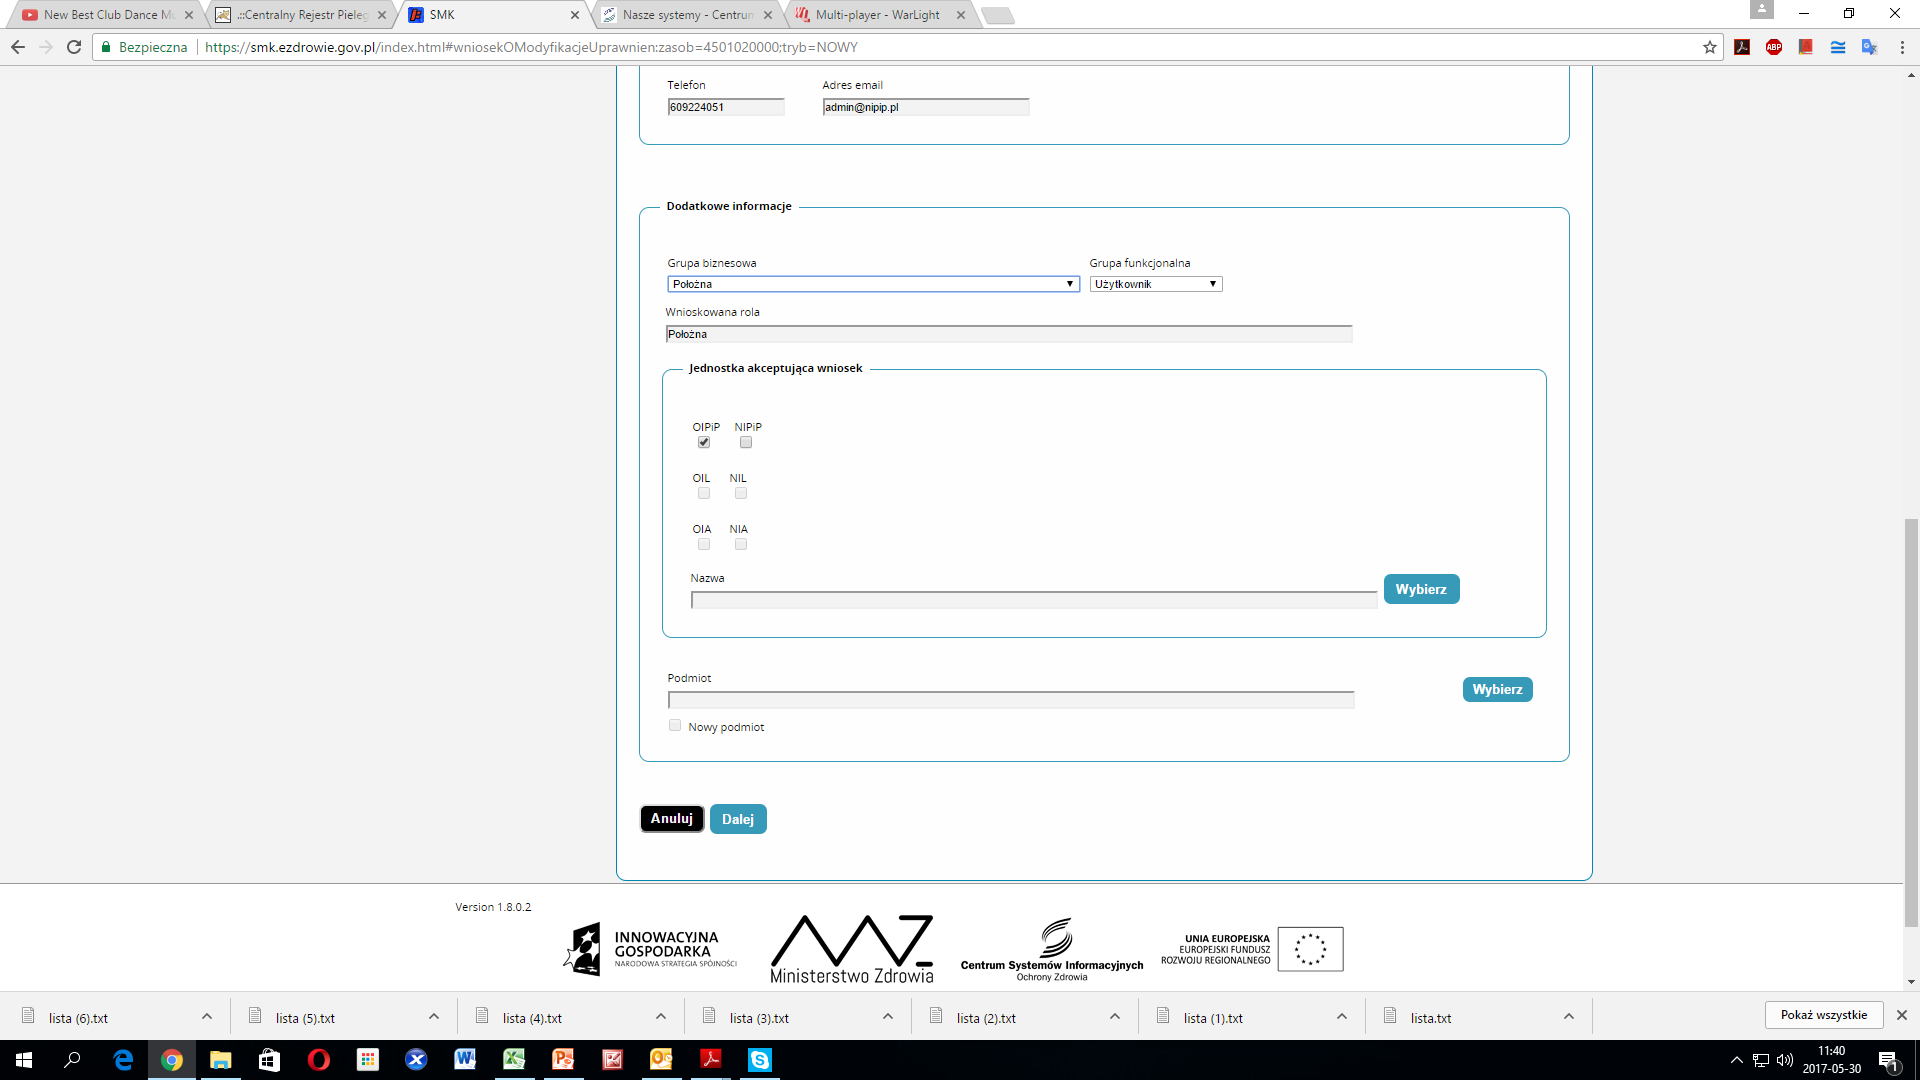 New Best Club Dance Mu
.::Centralny Rejestr Pieleg
SMK
Nasze systemy - Centrum
Multi-player - WarLight
Bezpieczna
https://smk.ezdrowie.gov.pl/index.html#wniosekOModyfikacjeUprawnien:zasob=4501020000;tryb=NOWY
ABP
Telefon
Adres email
609224051
admin@nipip.pl
Dodatkowe informacje
Grupa biznesowa
Grupa funkcjonalna
Położna
Użytkownik
Wnioskowana rola
Położna
Jednostka akceptująca wniosek
OIPiP NIPiP
OIL NIL
OIA NIA
Nazwa
Wybierz
Podmiot
Wybierz
Nowy podmiot
Anuluj
Dalej
Version 1.8.0.2
INNOWACYJNA
GOSPODARKA
NARODOWA STRATEGIA SPÓJNOŚCI
Ministerstwo Zdrowia
Centrum Systemów Informacyjnych
Ochrony Zdrowia
UNIA EUROPEJSKA
EUROPEJSKI FUNDUSZ
ROZWOJU REGIONALNEGO
lista (6).txt
lista (5).txt
lista (4).txt
lista (3).txt
lista (2).txt
lista (1).txt
lista.txt
Pokaż wszystkie
11:40
2017-05-30
1